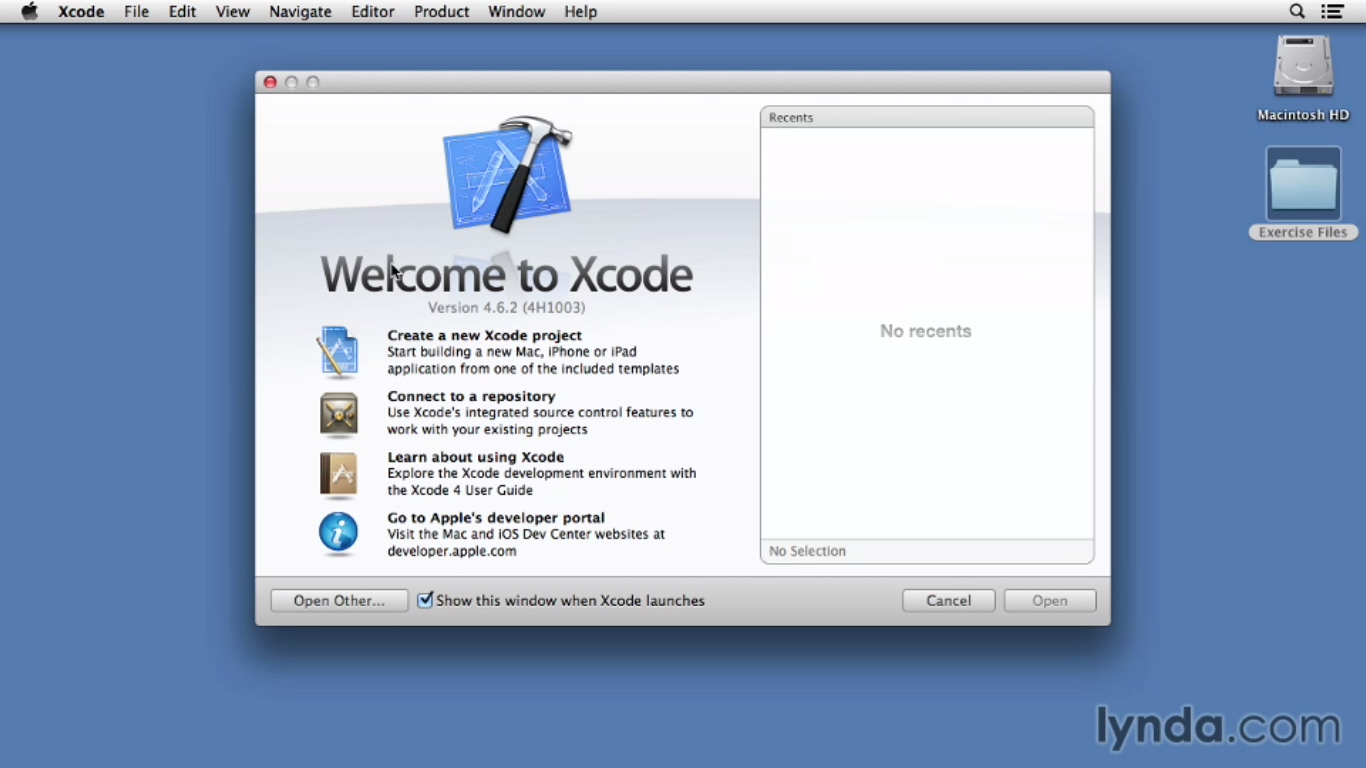 Xcode File Edit View Navigate Editor Product Window Help
Macintosh HD
Exercise Files
Recents
No recents
No Selection
Welcome to Xcode
Version 4.6.2 (4H1003)
Create a new Xcode project
Start building a new Mac, iPhone or iPad
application from one of the included templates
Connect to a repository
Use Xcode's integrated source control features to
work with your existing projects
Learn about using Xcode
Explore the Xcode development environment with
the Xcode 4 User Guide
Go to Apple's developer portal
Visit the Mac and iOS Dev Center websites at
developer.apple.com
Open Other... Show this window when Xcode launches Cancel Open
lynda.com